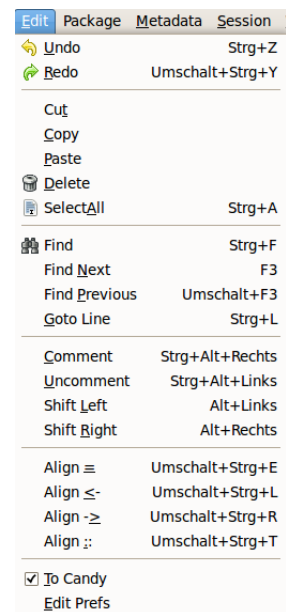 Edit Package Metadata Session
Undo Strg+Z
Redo Umschalt+Strg+Y
Cut
Copy
Paste
Delete
SelectAll Strg+A
Find Strg+F
Find Next F3
Find Previous Umschalt+F3
Goto Line Strg+L
Comment Strg+Alt+Rechts
Uncomment Strg+Alt+Links
Shift Left Alt+Links
Shift Right Alt+Rechts
Align = Umschalt+Strg+E
Align <- Umschalt+Strg+L
Align -> Umschalt+Strg+R
Align :: Umschalt+Strg+T
To Candy
Edit Prefs